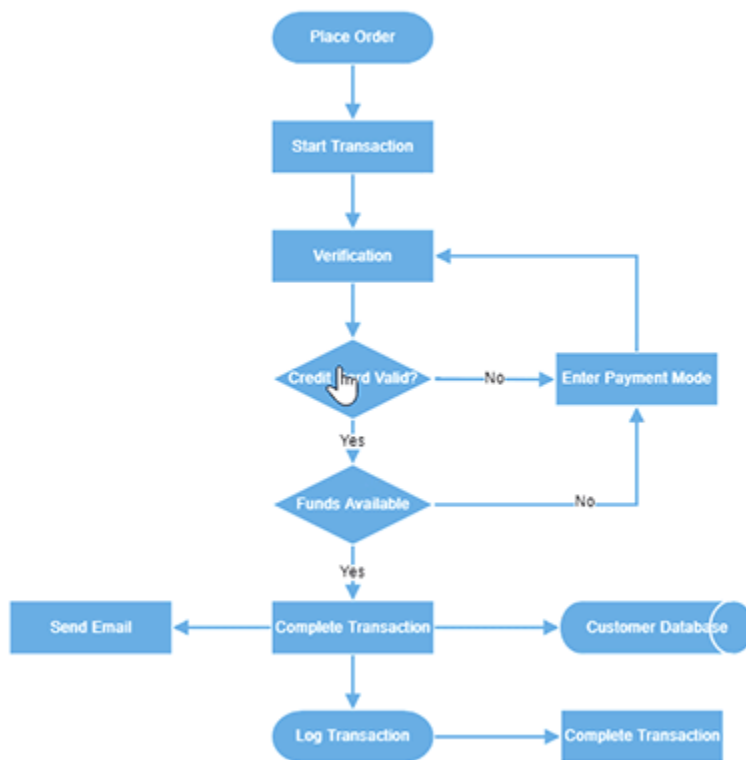 Place Order
Start Transaction
Verification
Credit Card Valid?
No
Enter Payment Mode
Yes
Funds Available
No
Yes
Send Email
Complete Transaction
Customer Database
Log Transaction
Complete Transaction